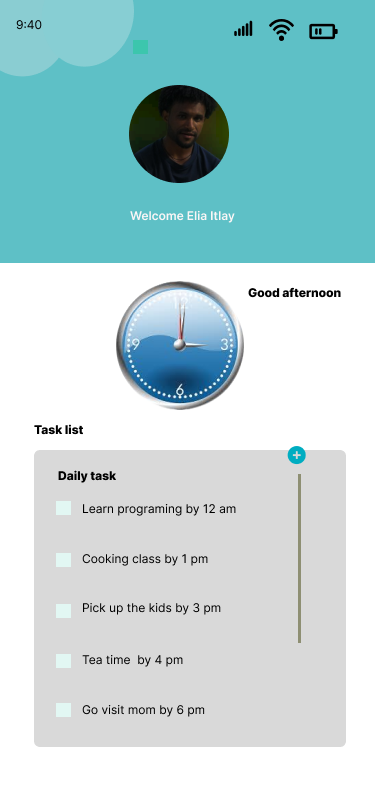 9:40
Welcome Elia Itlay
Good afternoon
12
9
3
6
Task list
Daily task
Learn programing by 12 am
Cooking class by 1 pm
Pick up the kids by 3 pm
Tea time  by 4 pm
Go visit mom by 6 pm